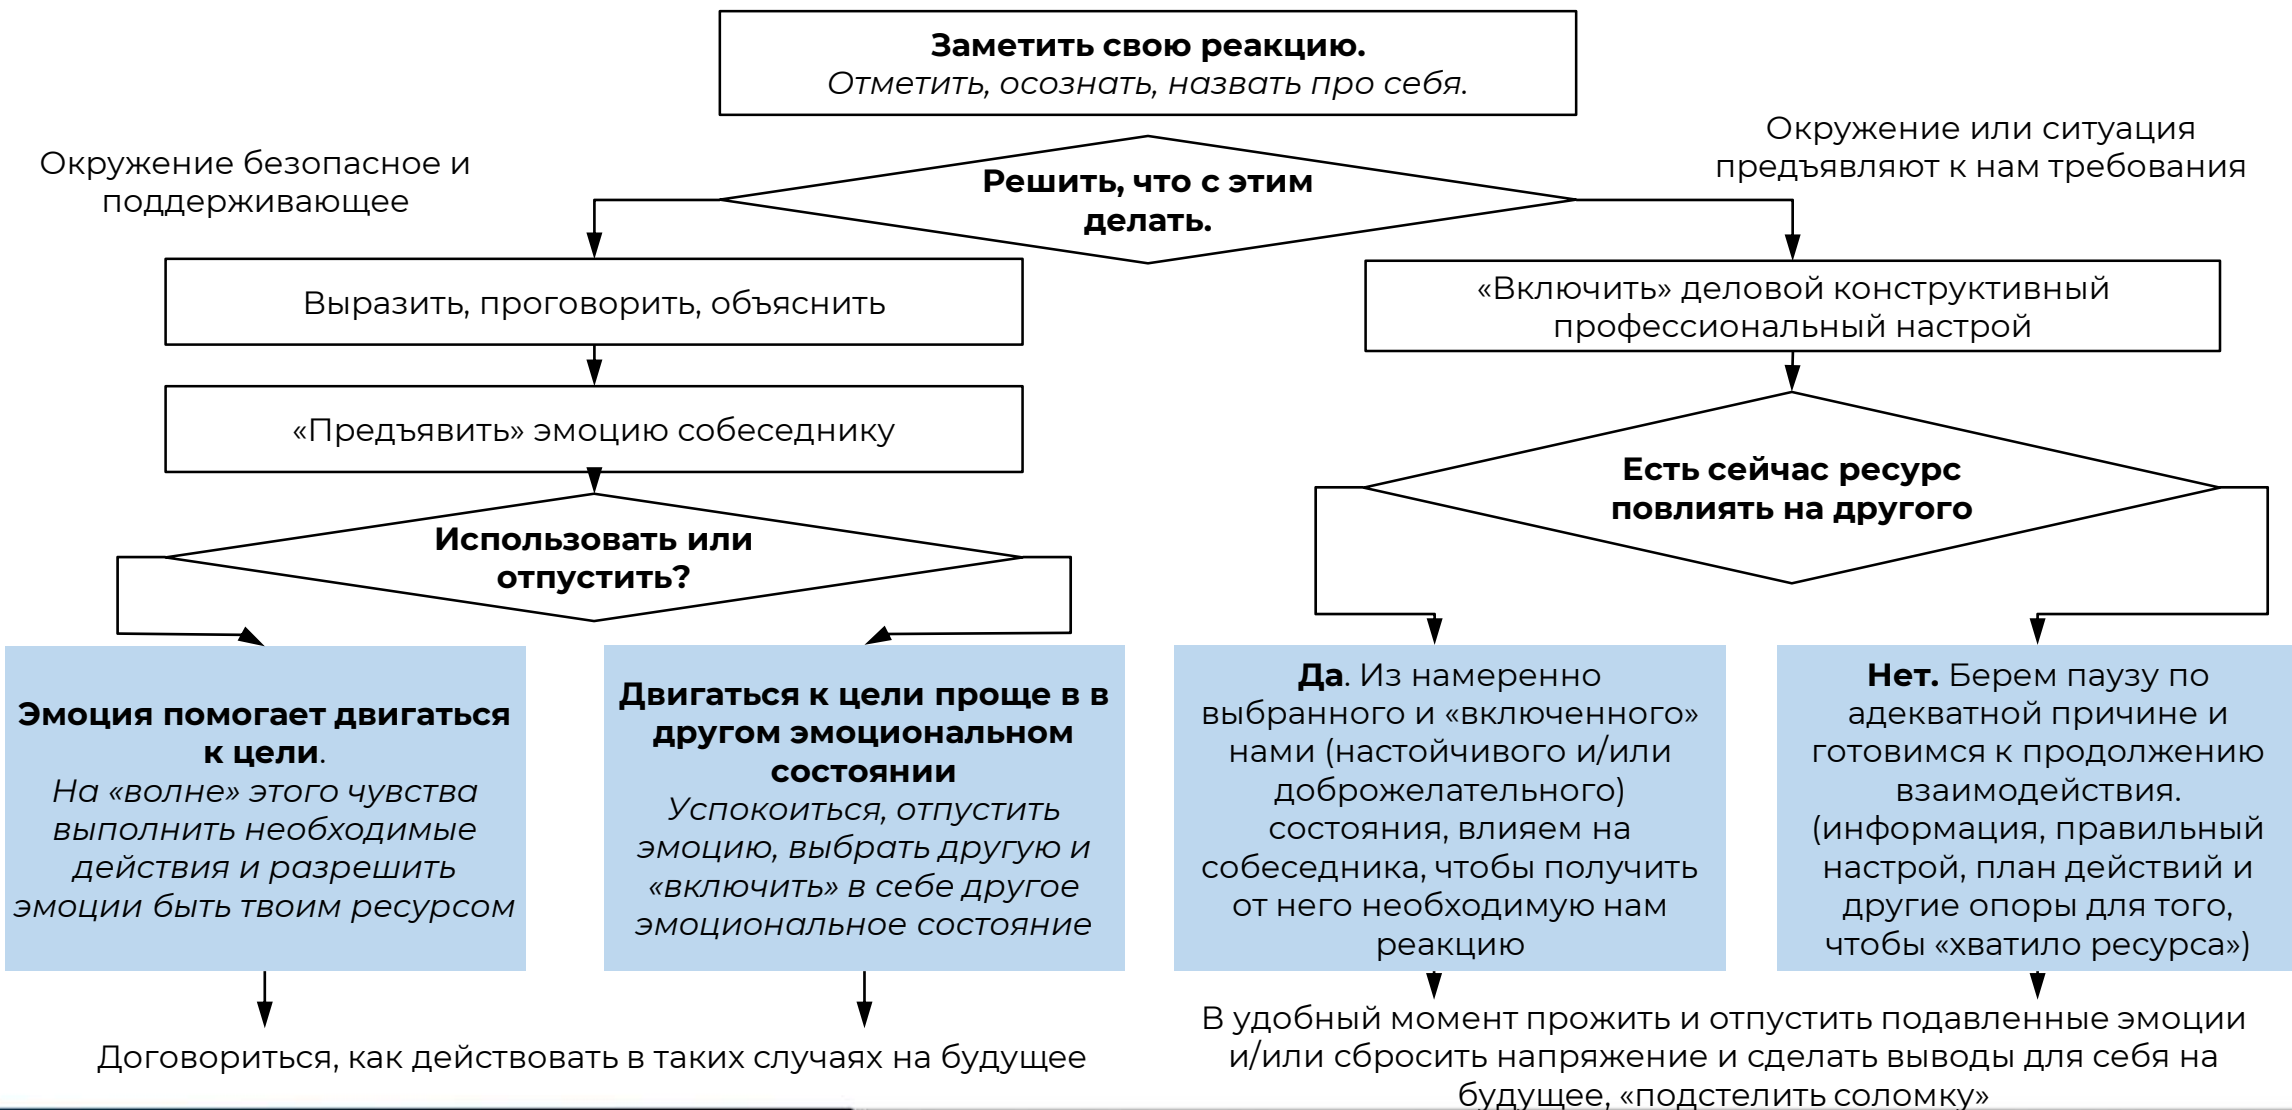 Заметить свою реакцию.
Отметить, осознать, назвать про себя.
Окружение безопасное и
поддерживающее
Решить, что с этим
делать.
Окружение или ситуация
предъявляют к нам требования
Выразить, проговорить, объяснить
«Предъявить» эмоцию собеседнику
Использовать или
отпустить?
«Включить» деловой конструктивный
профессиональный настрой
Есть сейчас ресурс
повлиять на другого
Эмоция помогает двигаться
к цели.
На «волне» этого чувства
выполнить необходимые
действия и разрешить
эмоции быть твоим ресурсом
Двигаться к цели проще в в
другом эмоциональном
состоянии
Успокоиться, отпустить
эмоцию, выбрать другую и
«включить» в себе другое
эмоциональное состояние
Да. Из намеренно
выбранного и «включенного»
нами (настойчивого и/или
доброжелательного)
состояния, влияем на
собеседника, чтобы получить
от него необходимую нам
реакцию
Нет. Берем паузу по
адекватной причине и
готовимся к продолжению
взаимодействия.
(информация, правильный
настрой, план действий и
другие опоры для того,
чтобы «хватило ресурса»)
Договориться, как действовать в таких случаях на будущее
В удобный момент прожить и отпустить подавленные эмоции
и/или сбросить напряжение и сделать выводы для себя на
будущее, «подстелить соломку»